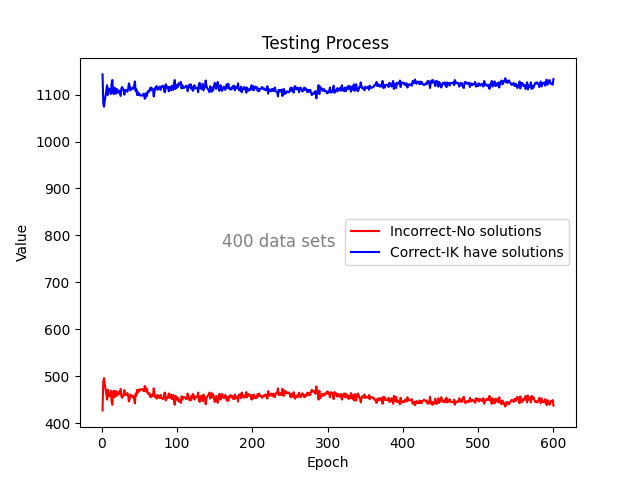 Testing Process
1100
1000
900
800
700
600
500
400
Value
400 data sets
Incorrect-No solutions
Correct-IK have solutions
0 100 200 300 400 500 600
Epoch